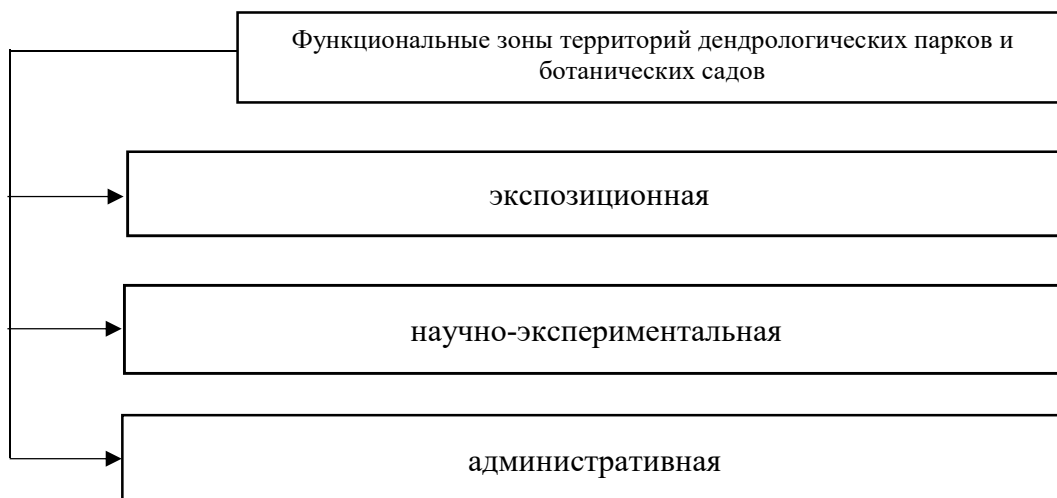 Функциональные зоны территорий дендрологических парков и
ботанических садов
экспозиционная
научно-экспериментальная
административная